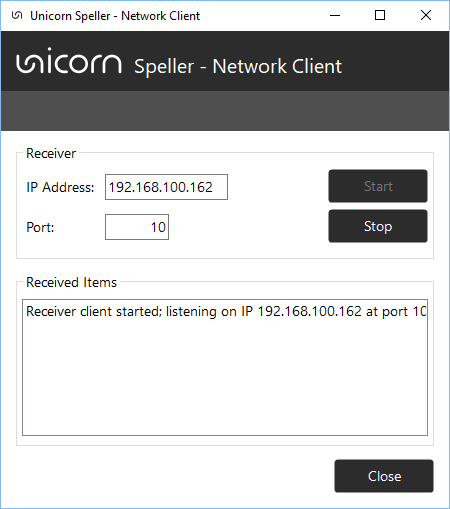 Unicorn Speller - Network Client
unicorn Speller - Network Client
Receiver
IP Address: 192.168.100.162 Start
Port: 10 Stop
Received Items
Receiver client started; listening on IP 192.168.100.162 at port 10
Close